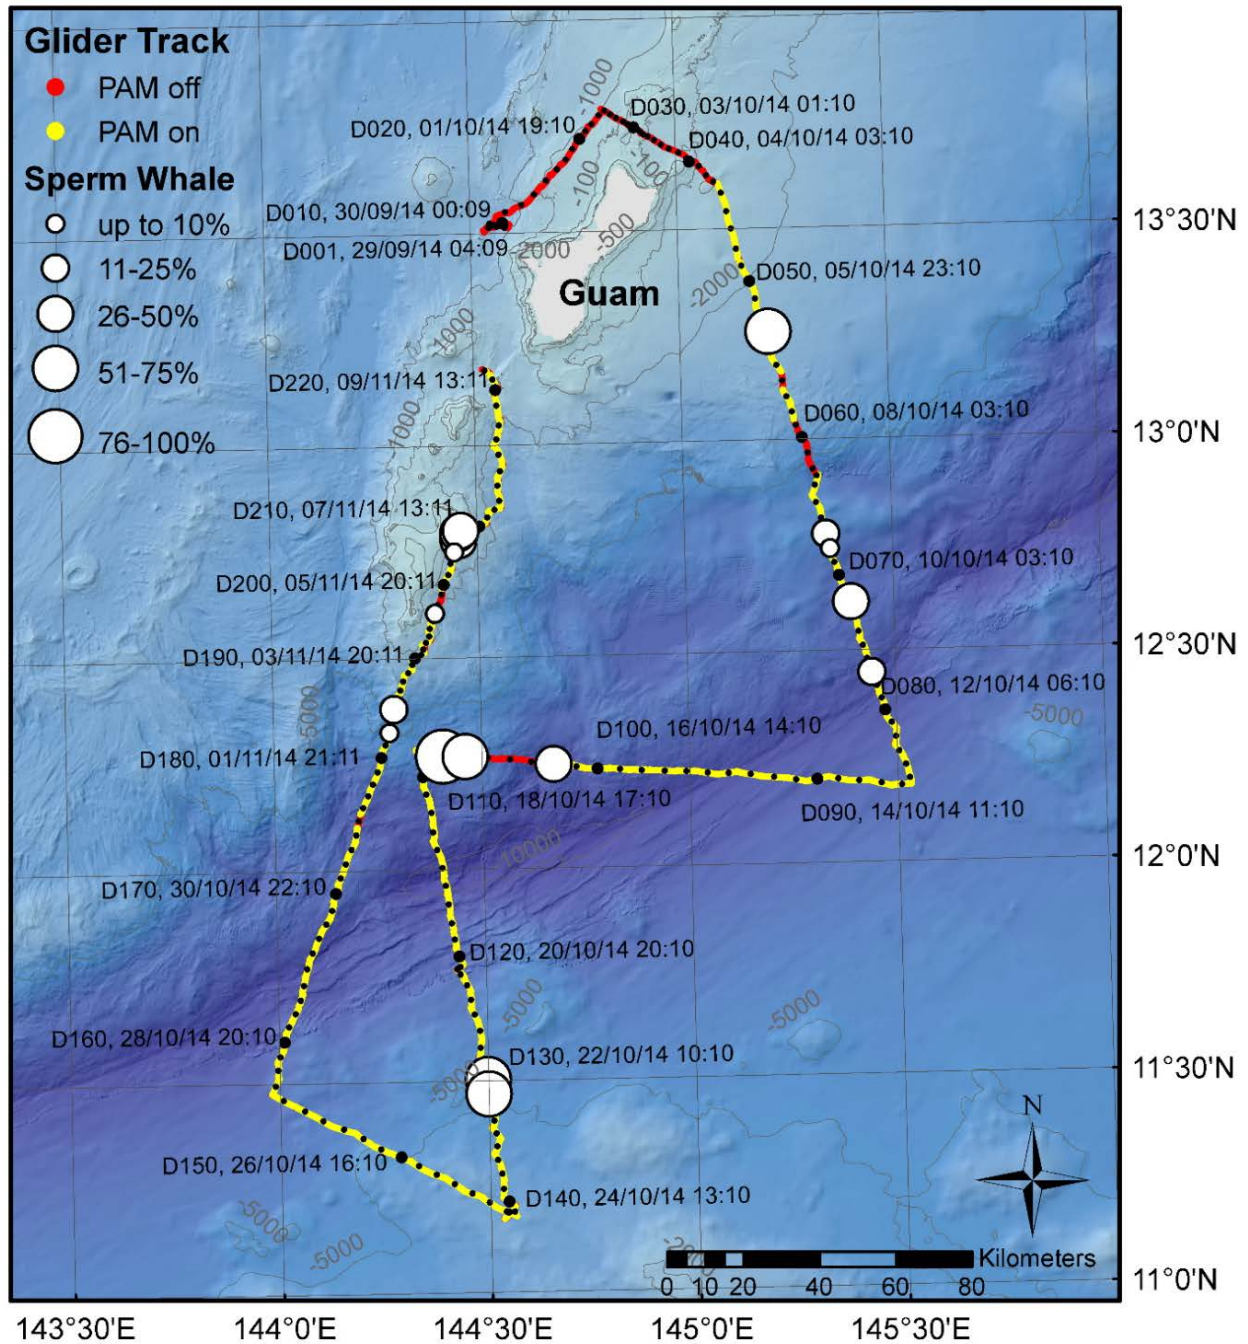 Glider Track
PAM off
PAM on
Sperm Whale
up to 10%
11-25%
26-50%
51-75%
76-100%
-1000
D030, 03/10/14 01:10
D020, 01/10/14 19:10
D040, 04/10/14 03:10
-100
-100
D010, 30/09/14 00:09
13°30'N
D001, 29/09/14 04:09
-2000
-500
D050, 05/10/14 23:10
-2000
Guam
1000
D220, 09/11/14 13:11
-1000
D060, 08/10/14 03:10
13°0'N
D210, 07/11/14 13:11
D070, 10/10/14 03:10
D200, 05/11/14 20:11
12°30'N
D190, 03/11/14 20:11
D080, 12/10/14 06:10
-5000
-5000
D100, 16/10/14 14:10
D180, 01/11/14 21:11
D110, 18/10/14 17:10
D090, 14/10/14 11:10
-10000
12°0'N
D170, 30/10/14 22:10
D120, 20/10/14 20:10
-5000
-5000
D160, 28/10/14 20:10
D130, 22/10/14 10:10
11°30'N
-5000
N
D150, 26/10/14 16:10
D140, 24/10/14 13:10
-5000
-5000
Kilometers
0 10 20 40 60 80
11°0'N
143°30'E 144°0'E 144°30'E 145°0'E 145°30'E